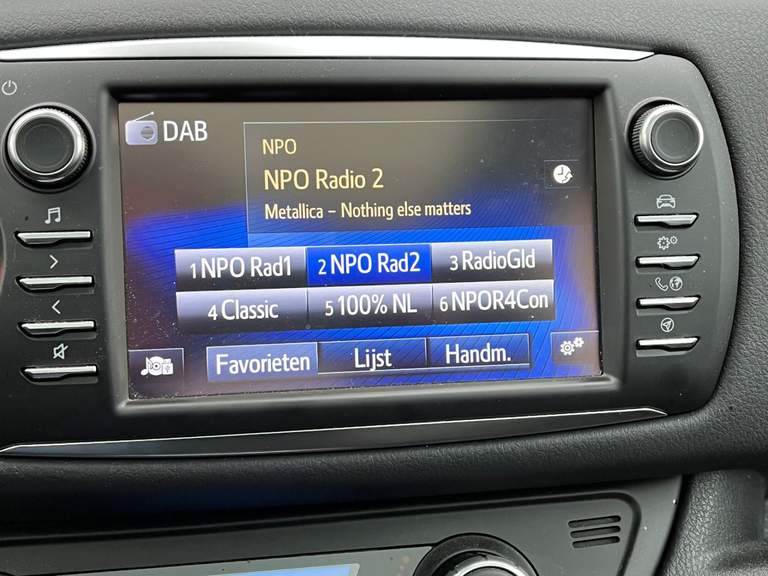 DAB
NPO
NPO Radio 2
Metallica – Nothing else matters
1 NPO Rad1 2 NPO Rad2 3 RadioGld
4 Classic 5 100% NL 6 NPOR4Con
Favorieten Lijst Handm.